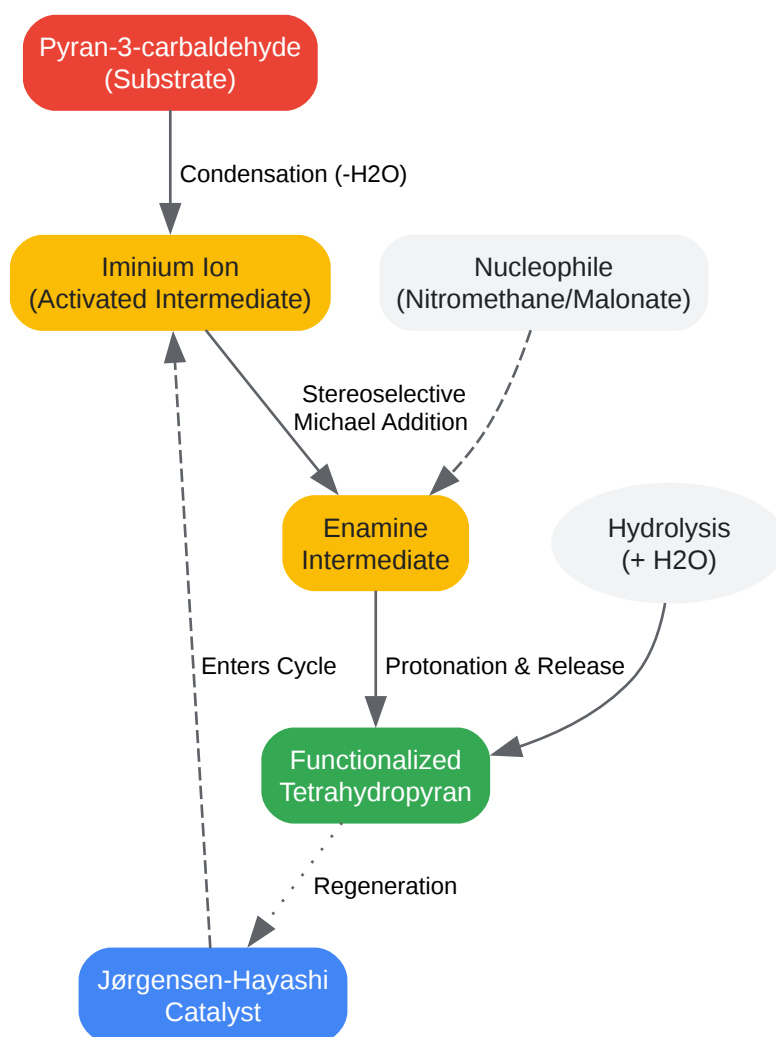 Pyran-3-carbaldehyde
(Substrate)
Condensation (-H2O)
Iminium Ion
(Activated Intermediate)
Nucleophile
(Nitromethane/Malonate)
Stereoselective
Michael Addition
Enamine
Intermediate
Hydrolysis
(+ H2O)
Enters Cycle
Protonation & Release
Functionalized
Tetrahydropyran
Regeneration
Jørgensen-Hayashi
Catalyst